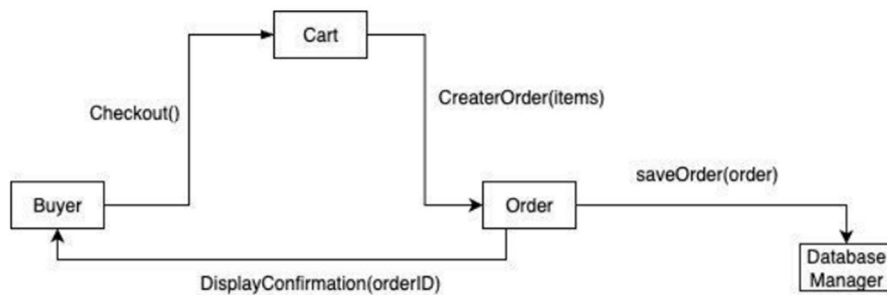 Cart
Checkout()
CreaterOrder(items)
saveOrder(order)
Buyer
Order
Database
Manager
DisplayConfirmation(orderID)